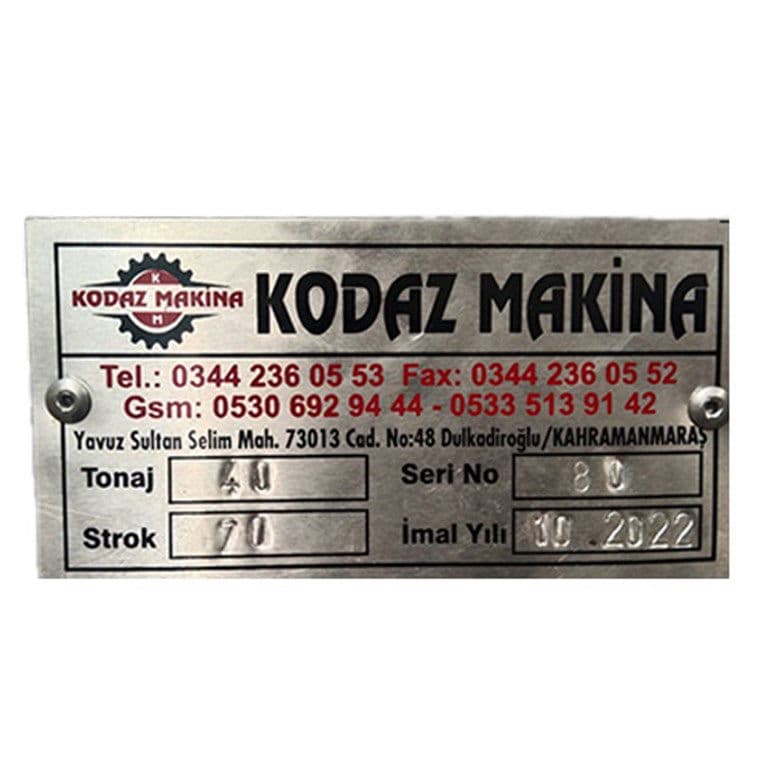 K
KODAZ MAKINA
M
KODAZ MAKİNA
Tel.: 0344 236 05 53 Fax: 0344 236 05 52
Gsm: 0530 692 94 44 - 0533 513 91 42
Yavuz Sultan Selim Mah. 73013 Cad. No:48 Dulkadiroğlu/KAHRAMANMARAŞ
Tonaj 40 Seri No 80
Strok 70 İmal Yılı 10.2022